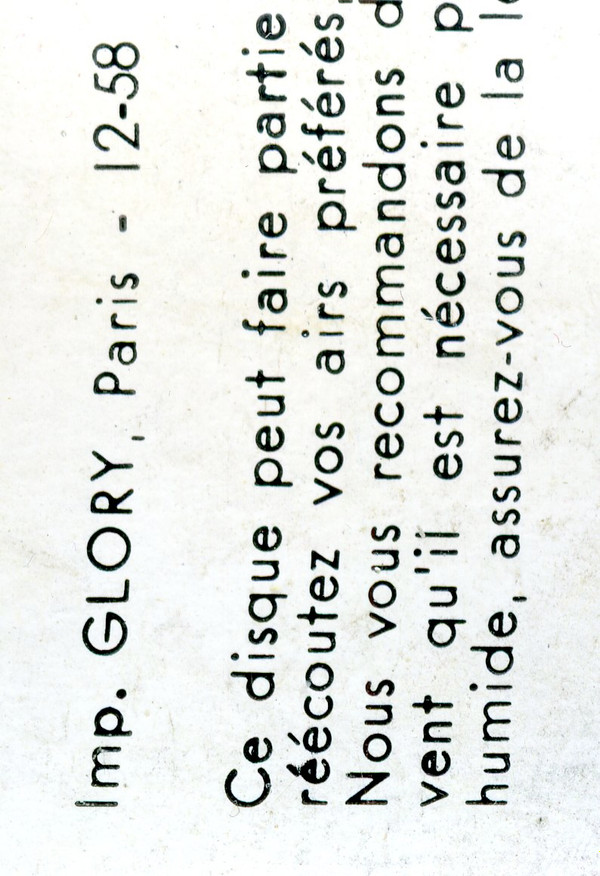 Imp. GLORY, Paris - 12-58
Ce disque peut faire partie
réécoutez vos airs préférés,
Nous vous recommandons
vent qu'il est nécessaire
humide, assurez-vous de la